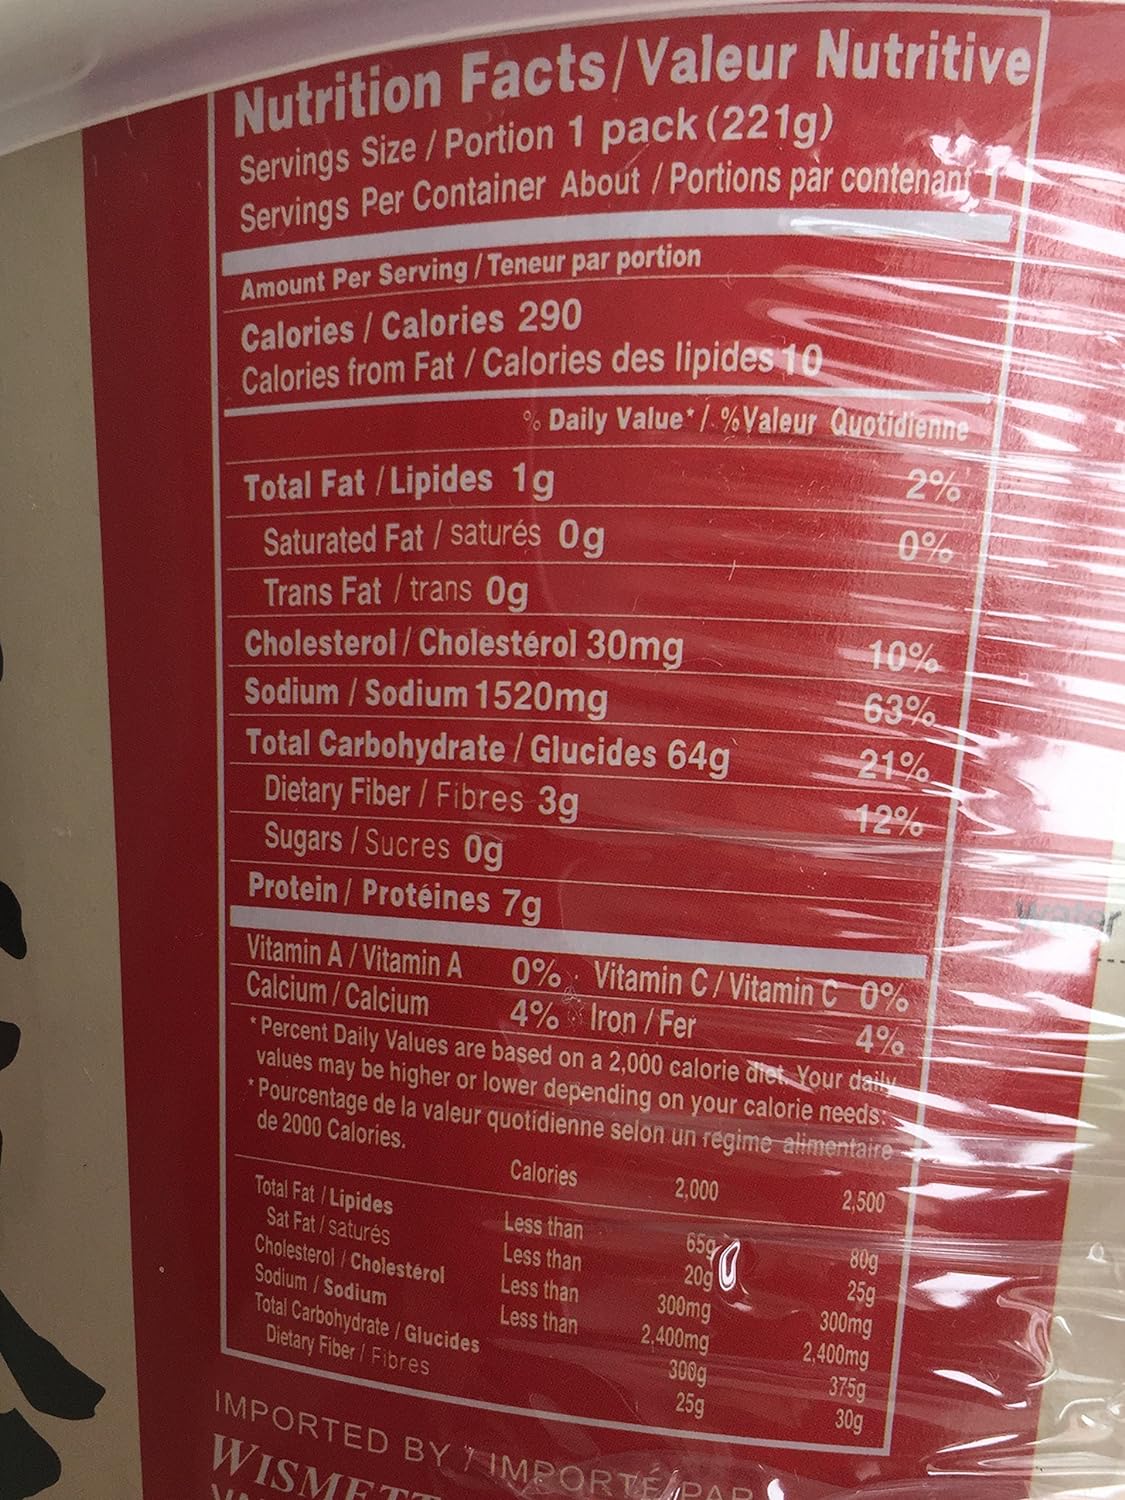 Nutrition Facts/Valeur Nutritive
Servings Size / Portion 1 pack (221g)
Servings Per Container About / Portions par contenant 1
Amount Per Serving / Teneur par portion
Calories / Calories 290
Calories from Fat / Calories des lipides 10
% Daily Value* / %Valeur Quotidienne
Total Fat / Lipides 1g 2%
Saturated Fat / saturés 0g 0%
Trans Fat / trans 0g
Cholesterol / Cholestérol 30mg 10%
Sodium / Sodium 1520mg 63%
Total Carbohydrate / Glucides 64g 21%
Dietary Fiber / Fibres 3g 12%
Sugars / Sucres 0g
Protein / Protéines 7g
Vitamin A / Vitamin A 0% · Vitamin C / Vitamin C 0%
Calcium / Calcium 4% Iron / Fer 4%
* Percent Daily Values are based on a 2,000 calorie diet. Your daily
values may be higher or lower depending on your calorie needs.
* Pourcentage de la valeur quotidienne selon un regime alimentaire
de 2000 Calories.
Calories 2,000 2,500
Total Fat / Lipides Less than 65g 80g
Sat Fat / saturés Less than 20g 25g
Cholesterol / Cholestérol Less than 300mg 300mg
Sodium / Sodium Less than 2,400mg 2,400mg
Total Carbohydrate / Glucides 300g 375g
Dietary Fiber / Fibres 25g 30g
IMPORTED BY / IMPORTÉ PAR
WISMETT
water